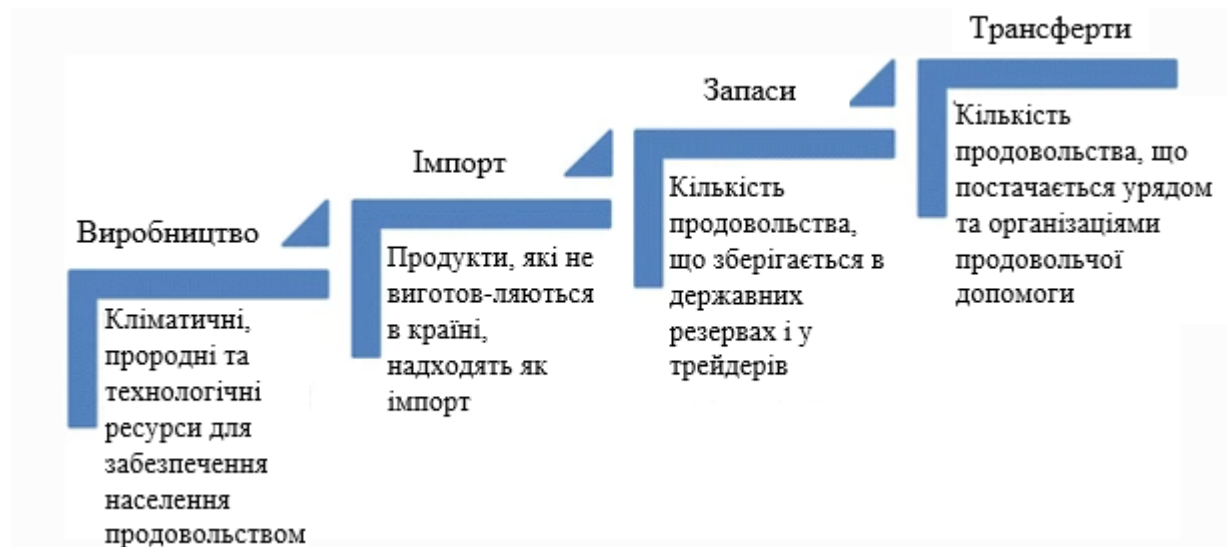 Виробництво
Кліматичні,
прородні та
технологічні
ресурси для
забезпечення
населення
продовольством
Імпорт
Продукти, які не
виготов-ляються
в країні,
надходять як
імпорт
Запаси
Кількість
продовольства,
що зберігається в
державних
резервах і у
трейдерів
Трансферти
Кількість
продовольства, що
постачається урядом
та організаціями
продовольчої
допомоги